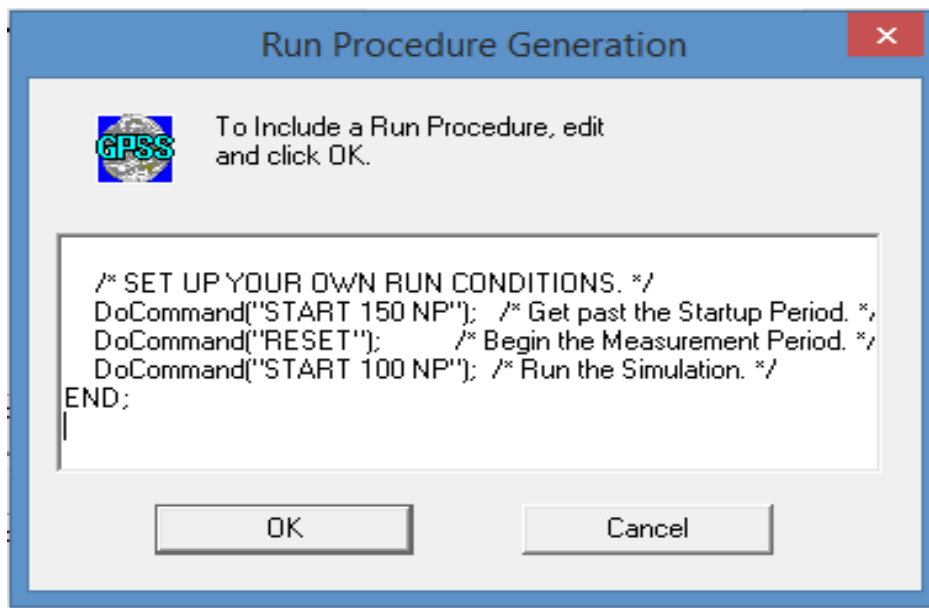 Run Procedure Generation
GPSS
To Include a Run Procedure, edit
and click OK.
/* SET UP YOUR OWN RUN CONDITIONS. */
DoCommand("START 150 NP"); /* Get past the Startup Period. */
DoCommand("RESET"); /* Begin the Measurement Period. */
DoCommand("START 100 NP"); /* Run the Simulation. */
END;
OK Cancel